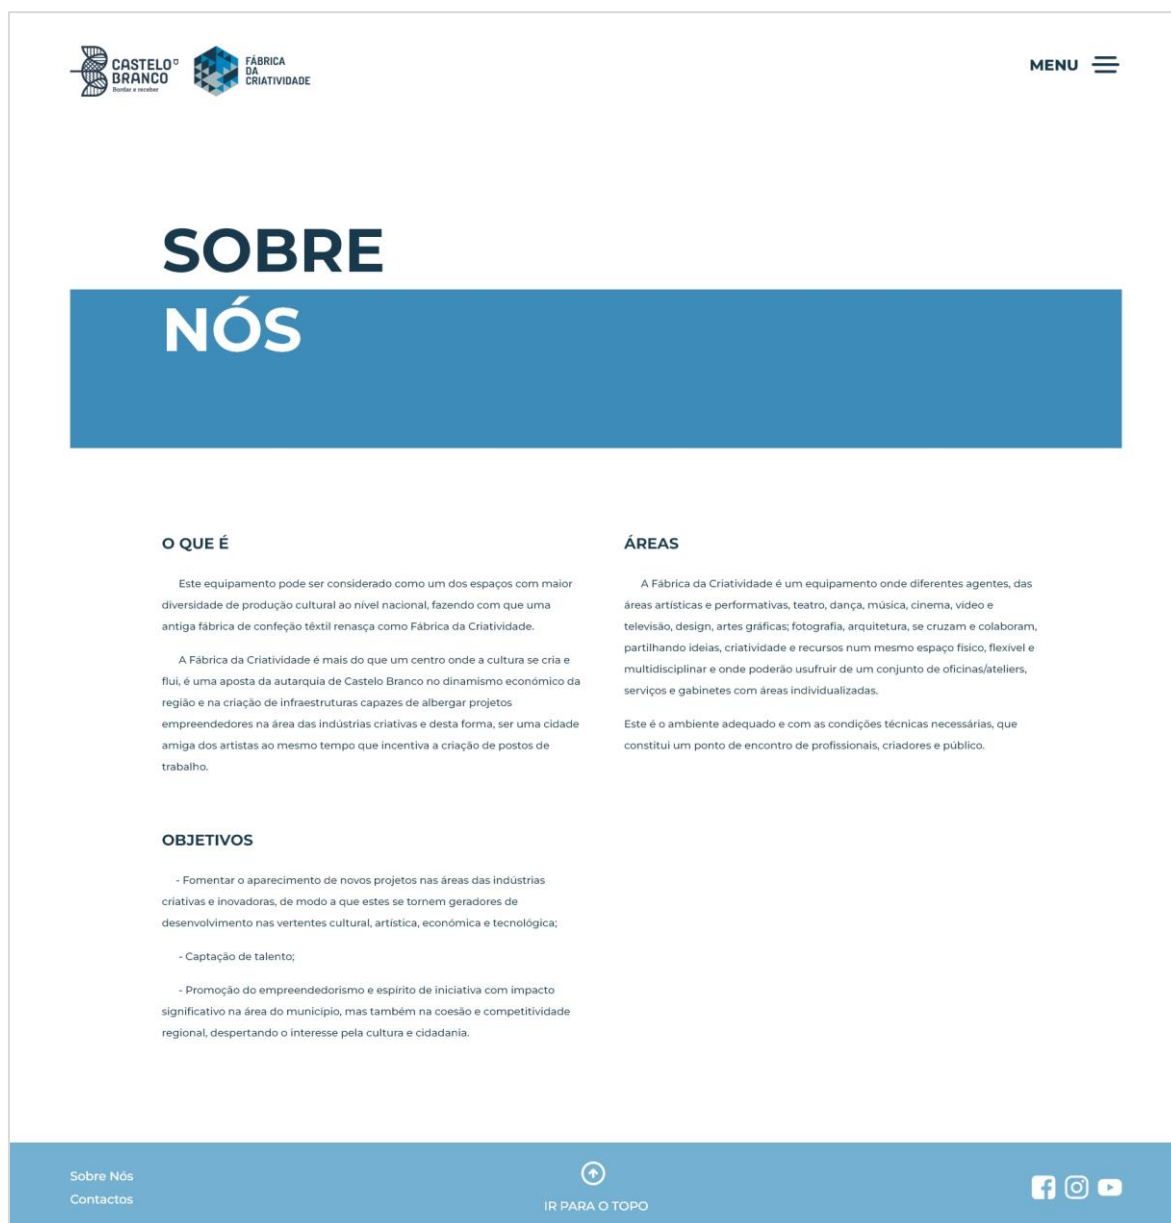 CASTELO
BRANCO
Bordar e receber
FÁBRICA
DA
CRIATIVIDADE
MENU
SOBRE
NÓS
O QUE É
Este equipamento pode ser considerado como um dos espaços com maior
diversidade de produção cultural ao nível nacional, fazendo com que uma
antiga fábrica de confeção têxtil renasça como Fábrica da Criatividade.
A Fábrica da Criatividade é mais do que um centro onde a cultura se cria e
flui, é uma aposta da autarquia de Castelo Branco no dinamismo económico da
região e na criação de infraestruturas capazes de albergar projetos
empreendedores na área das indústrias criativas e desta forma, ser uma cidade
amiga dos artistas ao mesmo tempo que incentiva a criação de postos de
trabalho.
ÁREAS
A Fábrica da Criatividade é um equipamento onde diferentes agentes, das
áreas artísticas e performativas, teatro, dança, música, cinema, vídeo e
televisão, design, artes gráficas; fotografia, arquitetura, se cruzam e colaboram,
partilhando ideias, criatividade e recursos num mesmo espaço físico, flexível e
multidisciplinar e onde poderão usufruir de um conjunto de oficinas/ateliers,
serviços e gabinetes com áreas individualizadas.
Este é o ambiente adequado e com as condições técnicas necessárias, que
constitui um ponto de encontro de profissionais, criadores e público.
OBJETIVOS
- Fomentar o aparecimento de novos projetos nas áreas das indústrias
criativas e inovadoras, de modo a que estes se tornem geradores de
desenvolvimento nas vertentes cultural, artística, económica e tecnológica;
- Captação de talento;
- Promoção do empreendedorismo e espírito de iniciativa com impacto
significativo na área do município, mas também na coesão e competitividade
regional, despertando o interesse pela cultura e cidadania.
Sobre Nós
Contactos
IR PARA O TOPO